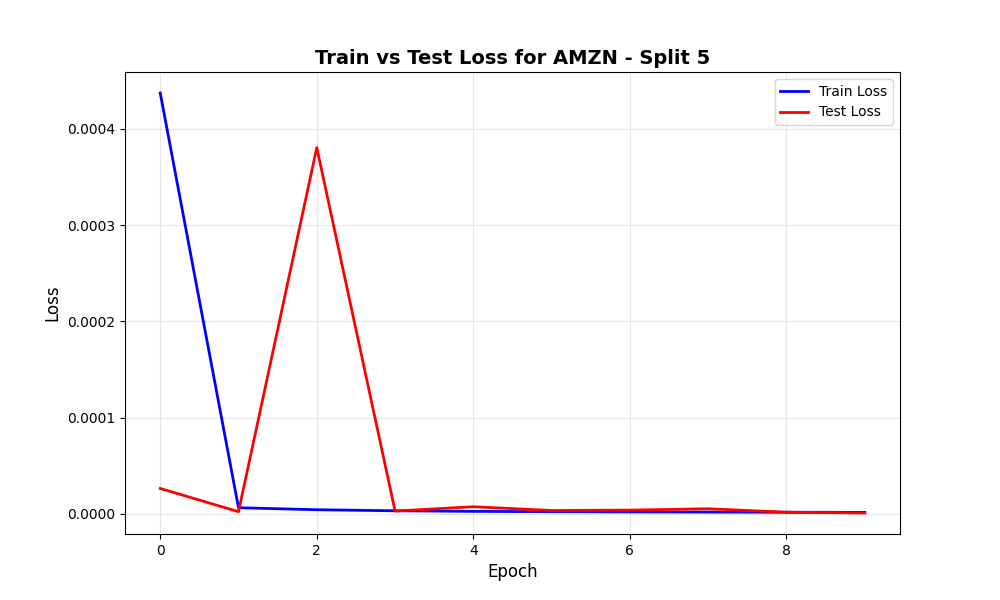 Train vs Test Loss for AMZN - Split 5
Train Loss
Test Loss
0.0004
0.0003
0.0002
0.0001
0.0000
Loss
0 2 4 6 8
Epoch